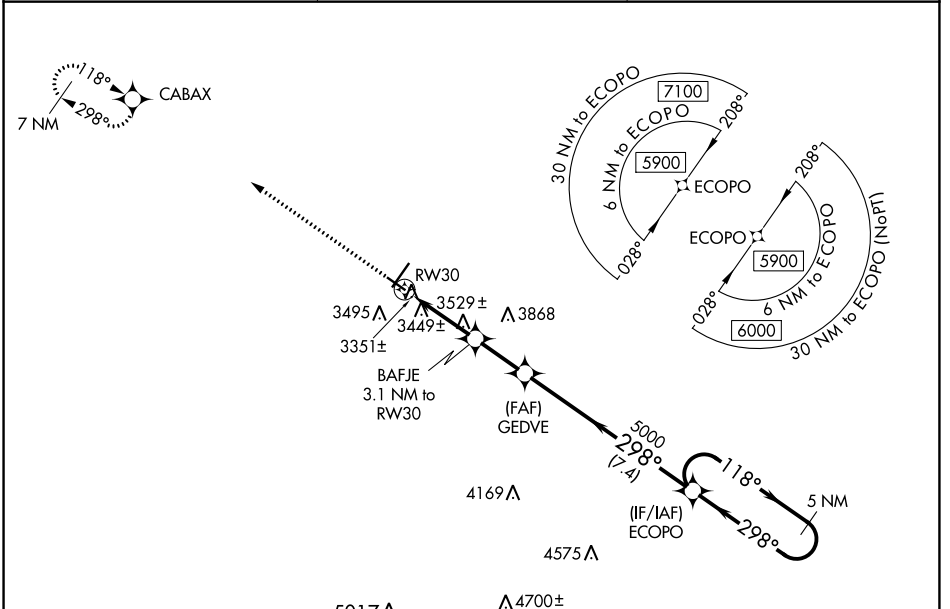 118°
298°
7 NM
CABAX
30 NM to ECOPO
7100
6 NM to ECOPO
208°
5900
ECOPO
028°
208°
ECOPO
5900
028°
6 NM to ECOPO
6000
30 NM to ECOPO (NoPT)
RW30
3495
3449±
3529±
3868
3351±
BAFJE
3.1 NM to
RW30
(FAF)
GEDVE
5000
298°
(7.4)
118°
5 NM
298°
(IF/IAF)
ECOPO
4169
4575
5017
4700±